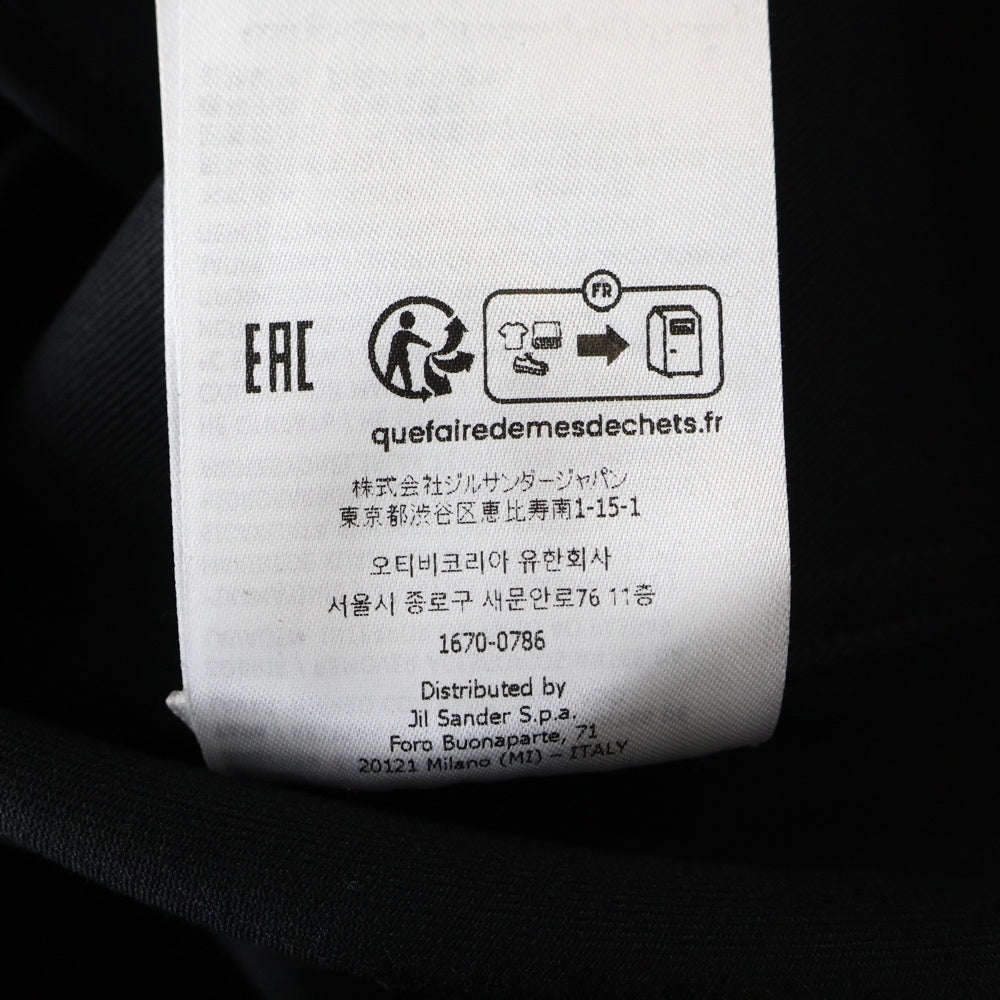 FR
EAC
quefairedemesdechets.fr
株式会社ジルサンダージャパン
東京都渋谷区恵比寿南1-15-1
오티비코리아 유한회사
서울시 종로구 새문안로76 11층
1670-0786
Distributed by
Jil Sander S.p.a.
Foro Buonaparte, 71
20121 Milano (MI) – ITALY